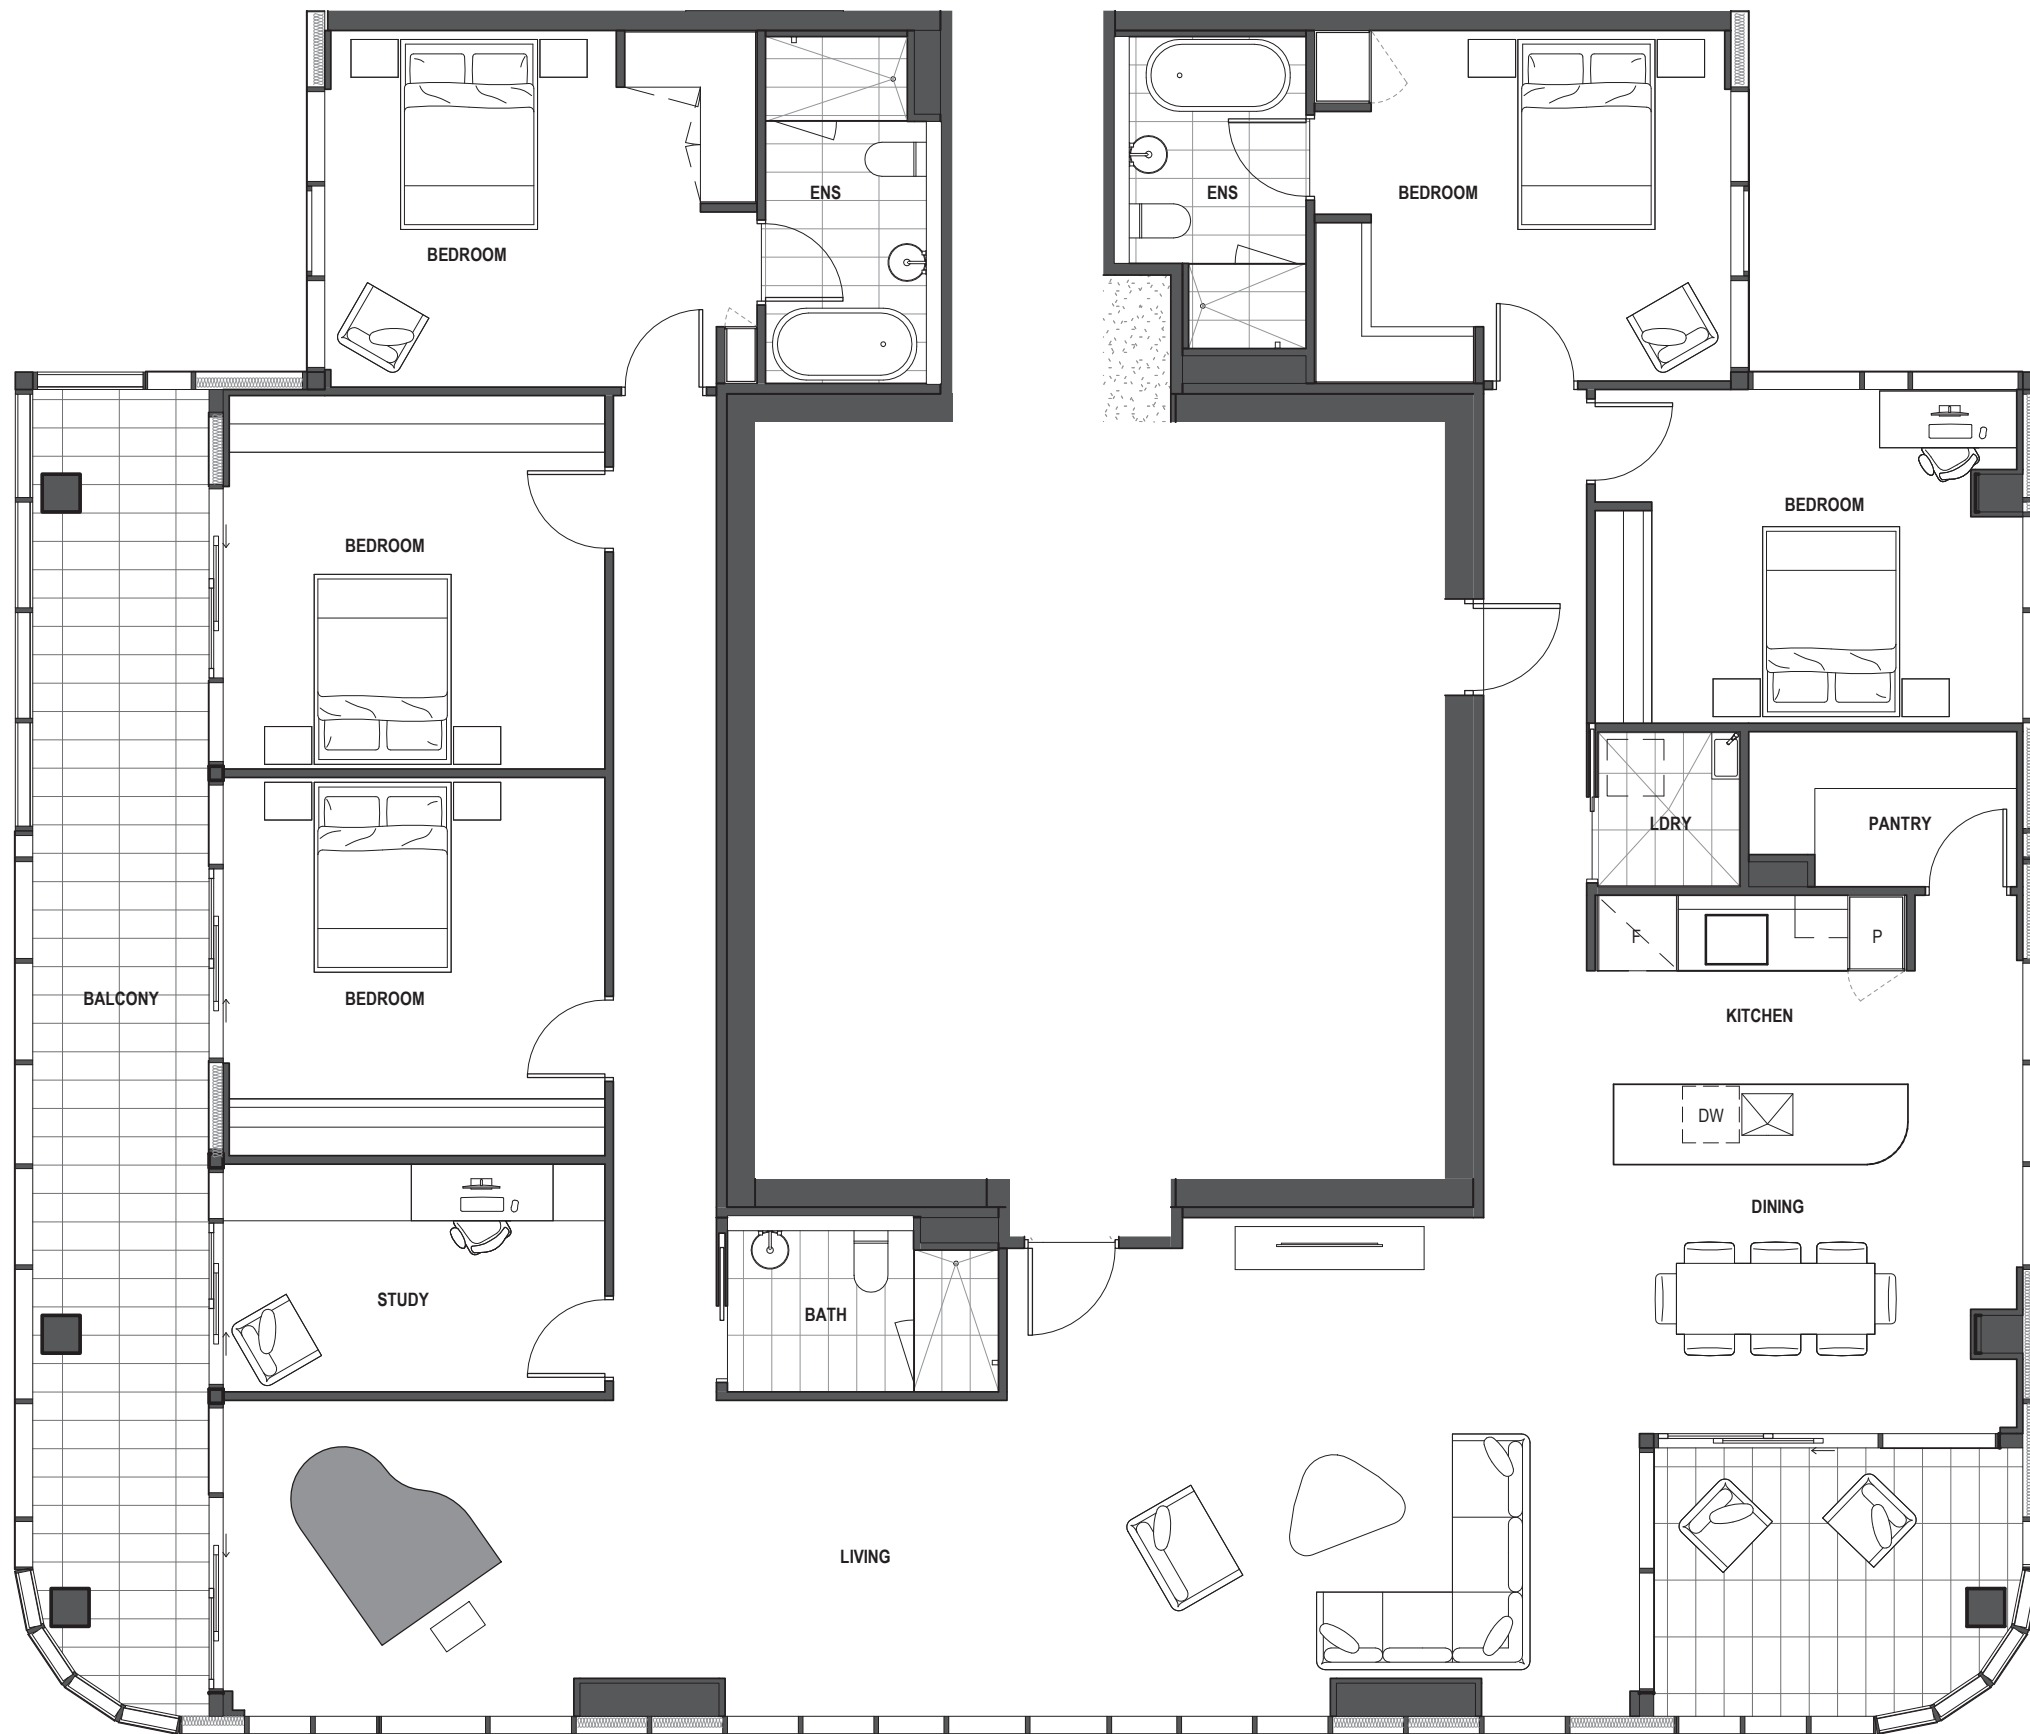 ENS
ENS
BEDROOM
BEDROOM
BEDROOM
BEDROOM
LDRY
PANTRY
F
P
BALCONY
BEDROOM
KITCHEN
DW
DINING
STUDY
BATH
LIVING